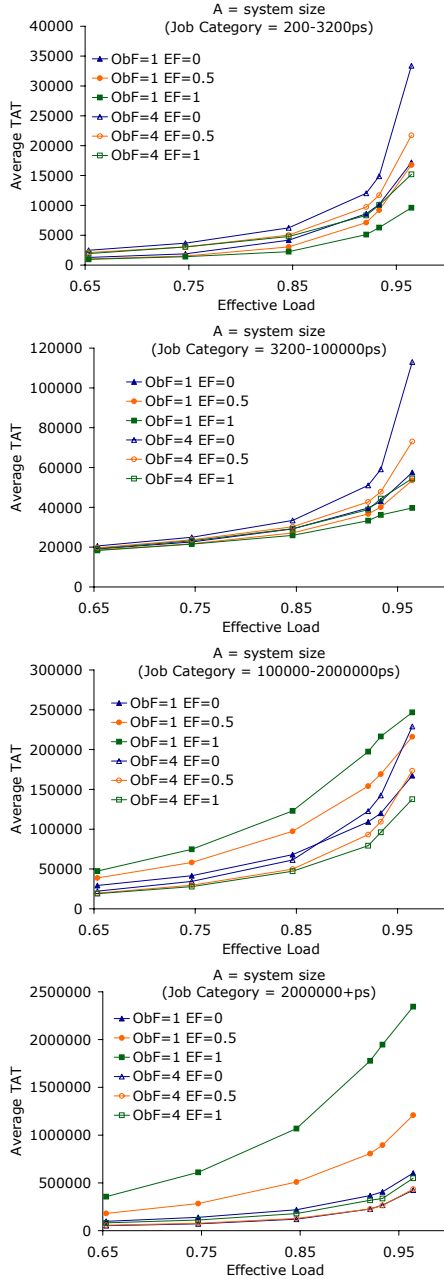 A = system size
(Job Category = 200-3200ps)
40000
35000
30000
25000
20000
15000
10000
5000
0
Average TAT
ObF=1 EF=0
ObF=1 EF=0.5
ObF=1 EF=1
ObF=4 EF=0
ObF=4 EF=0.5
ObF=4 EF=1
0.65 0.75 0.85 0.95
Effective Load
A = system size
(Job Category = 3200-100000ps)
120000
100000
80000
60000
40000
20000
0
Average TAT
ObF=1 EF=0
ObF=1 EF=0.5
ObF=1 EF=1
ObF=4 EF=0
ObF=4 EF=0.5
ObF=4 EF=1
0.65 0.75 0.85 0.95
Effective Load
A = system size
(Job Category = 100000-2000000ps)
300000
250000
200000
150000
100000
50000
0
Average TAT
ObF=1 EF=0
ObF=1 EF=0.5
ObF=1 EF=1
ObF=4 EF=0
ObF=4 EF=0.5
ObF=4 EF=1
0.65 0.75 0.85 0.95
Effective Load
A = system size
(Job Category = 2000000+ps)
2500000
2000000
1500000
1000000
500000
0
Average TAT
ObF=1 EF=0
ObF=1 EF=0.5
ObF=1 EF=1
ObF=4 EF=0
ObF=4 EF=0.5
ObF=4 EF=1
0.65 0.75 0.85 0.95
Effective Load